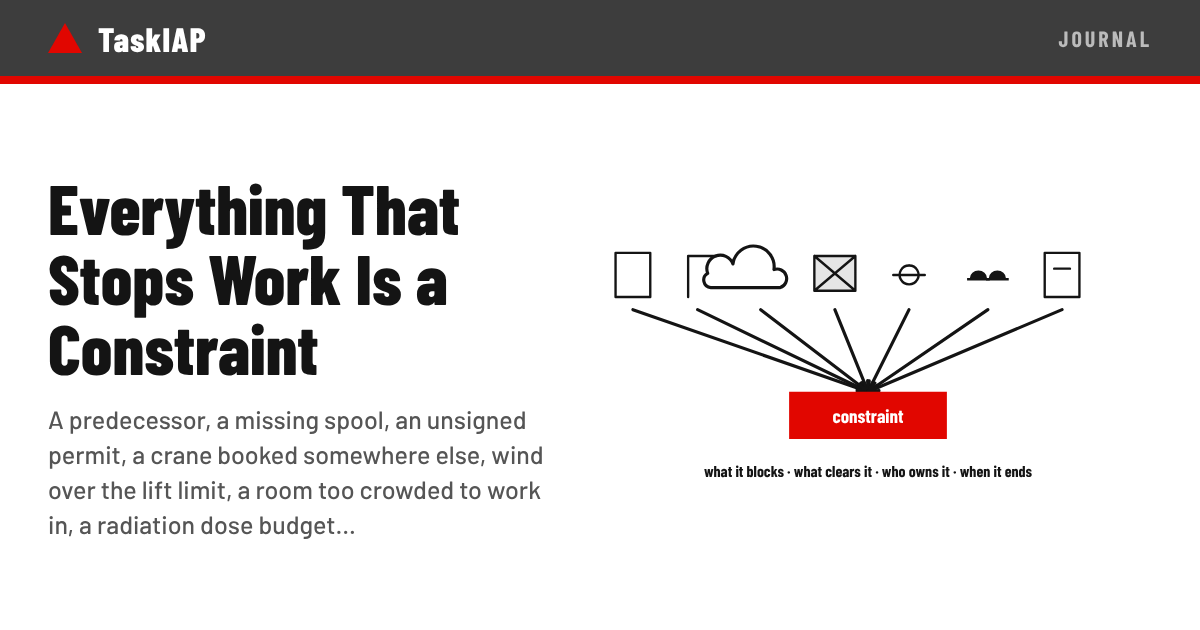 TaskIAP
JOURNAL
Everything That
Stops Work Is a
Constraint
A predecessor, a missing spool, an unsigned
permit, a crane booked somewhere else, wind
over the lift limit, a room too crowded to work
in, a radiation dose budget...
constraint
what it blocks · what clears it · who owns it · when it ends